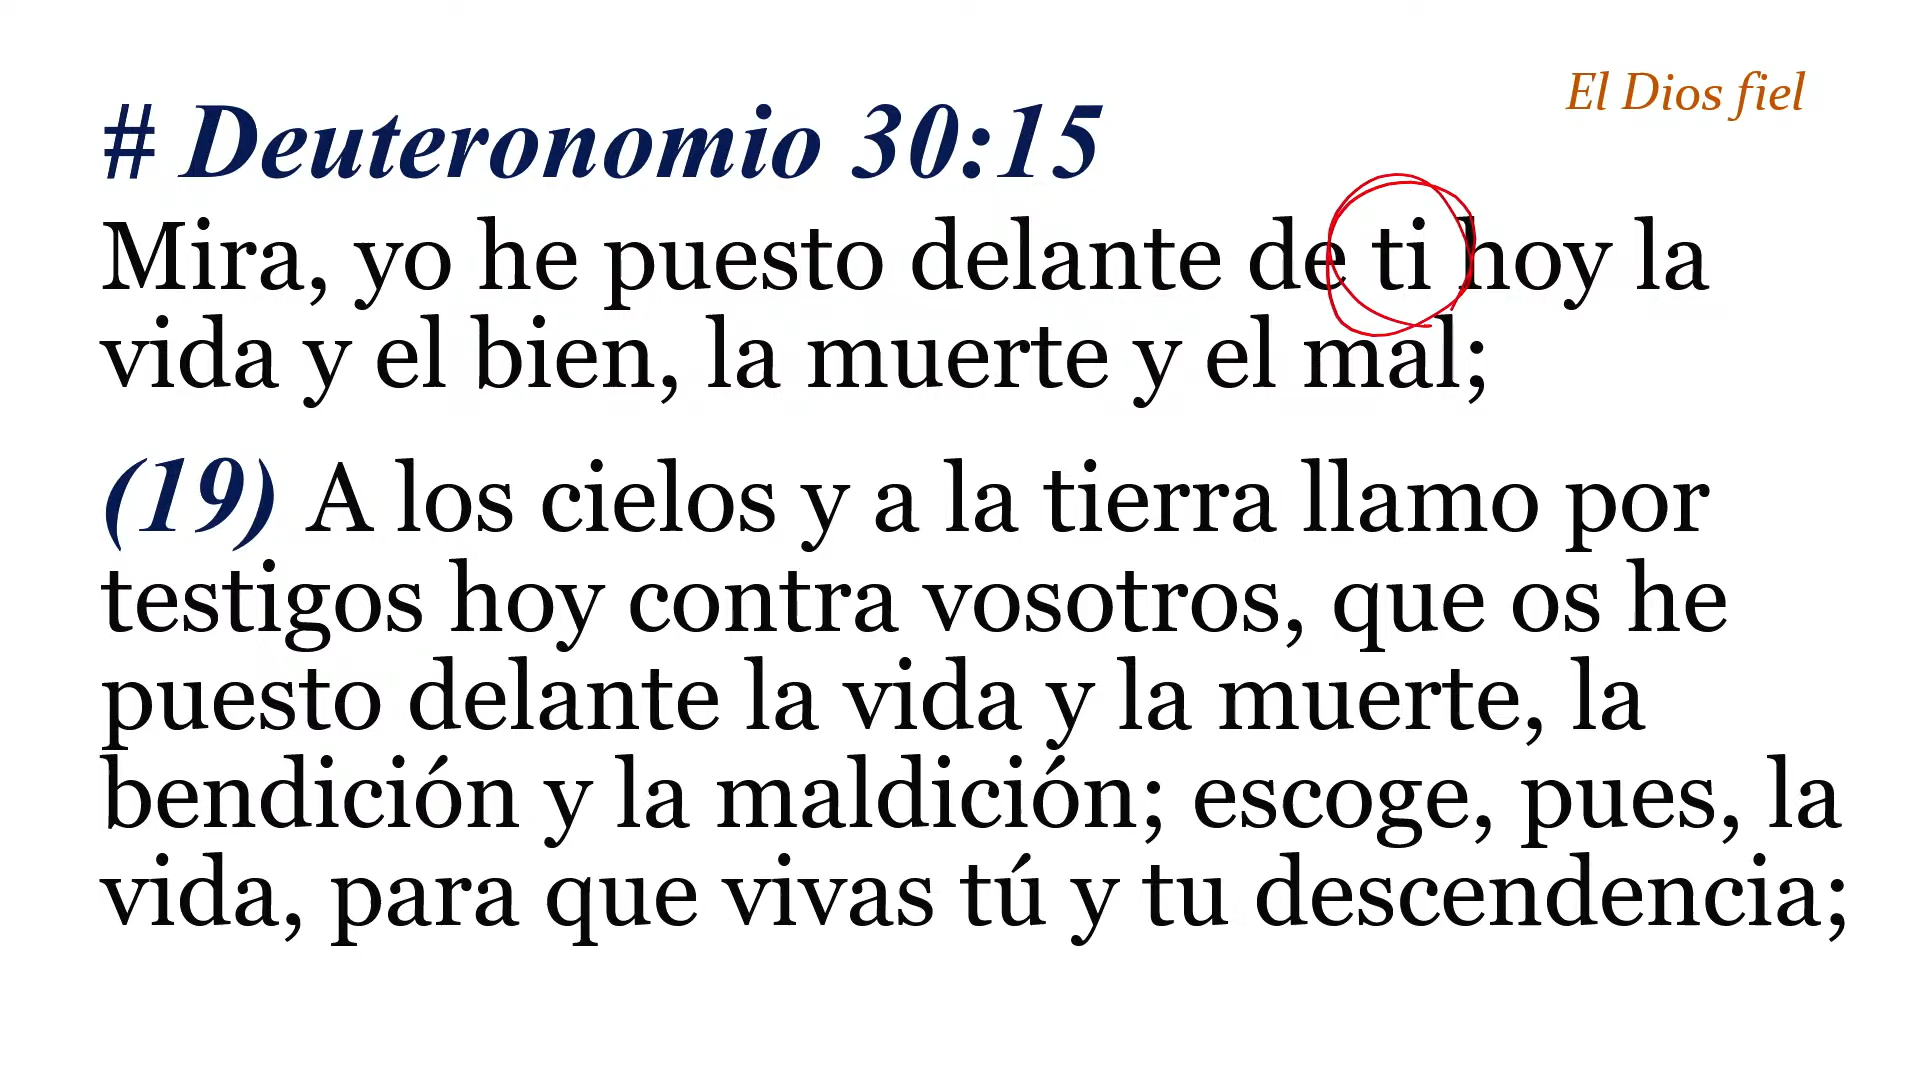 El Dios fiel
# Deuteronomio 30:15
Mira, yo he puesto delante de ti hoy la
vida y el bien, la muerte y el mal;
(19) A los cielos y a la tierra llamo por
testigos hoy contra vosotros, que os he
puesto delante la vida y la muerte, la
bendición y la maldición; escoge, pues, la
vida, para que vivas tú y tu descendencia;